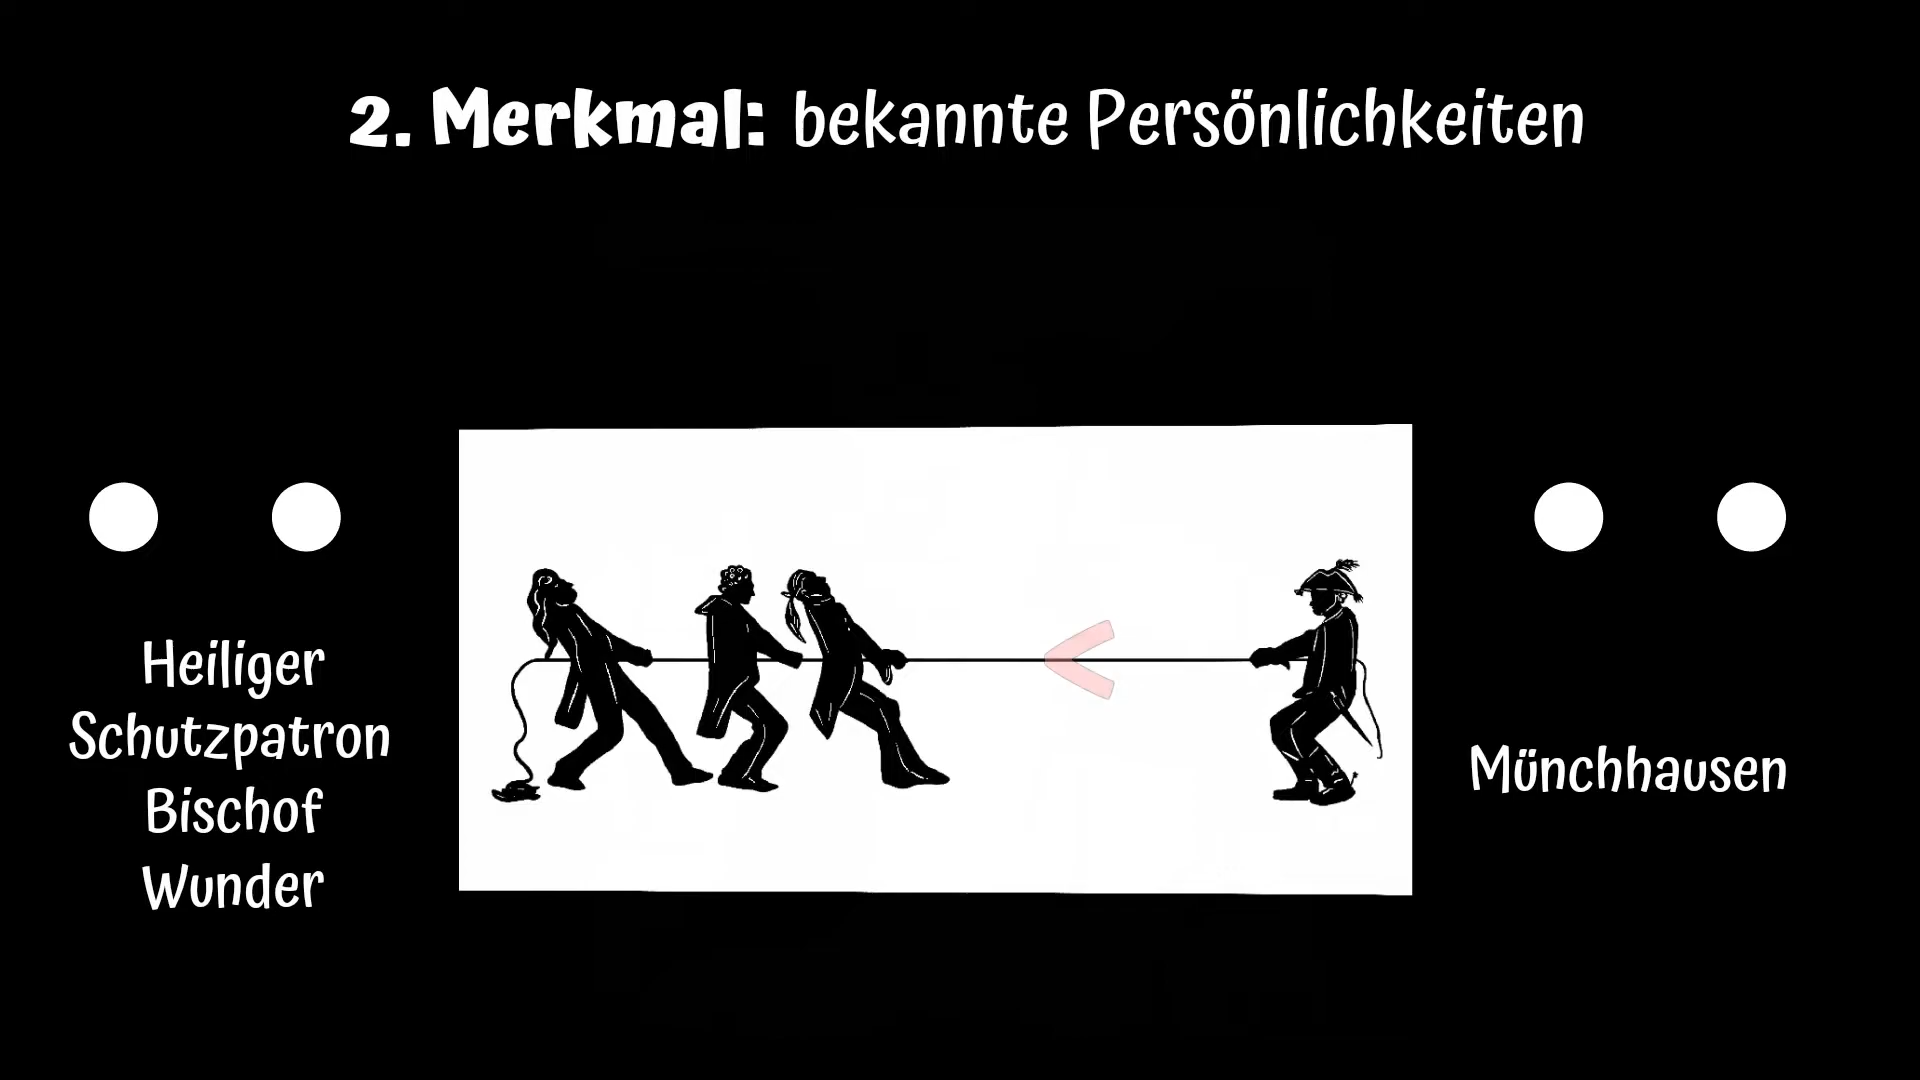 2. Merkmal: bekannte Persönlichkeiten
Heiliger
Schutzpatron
Bischof
Wunder
Münchhausen